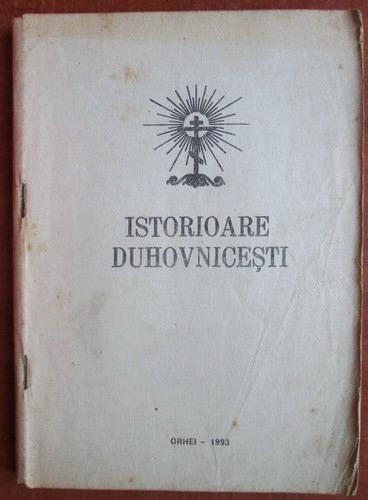 ISTORIOARE
DUHOVNICEȘTI
ORHEI - 1993